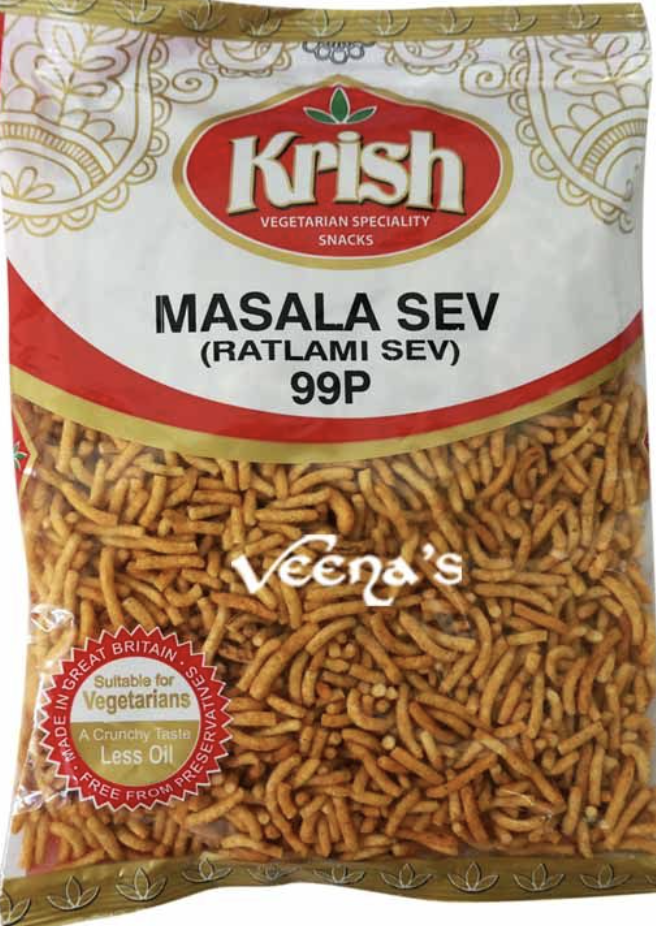 Krish
VEGETARIAN SPECIALITY
SNACKS
MASALA SEV
(RATLAMI SEV)
99P
Veena's
MADE IN GREAT BRITAIN • FREE FROM PRESERVATIVES •
Suitable for
Vegetarians
A Crunchy Taste
Less Oil